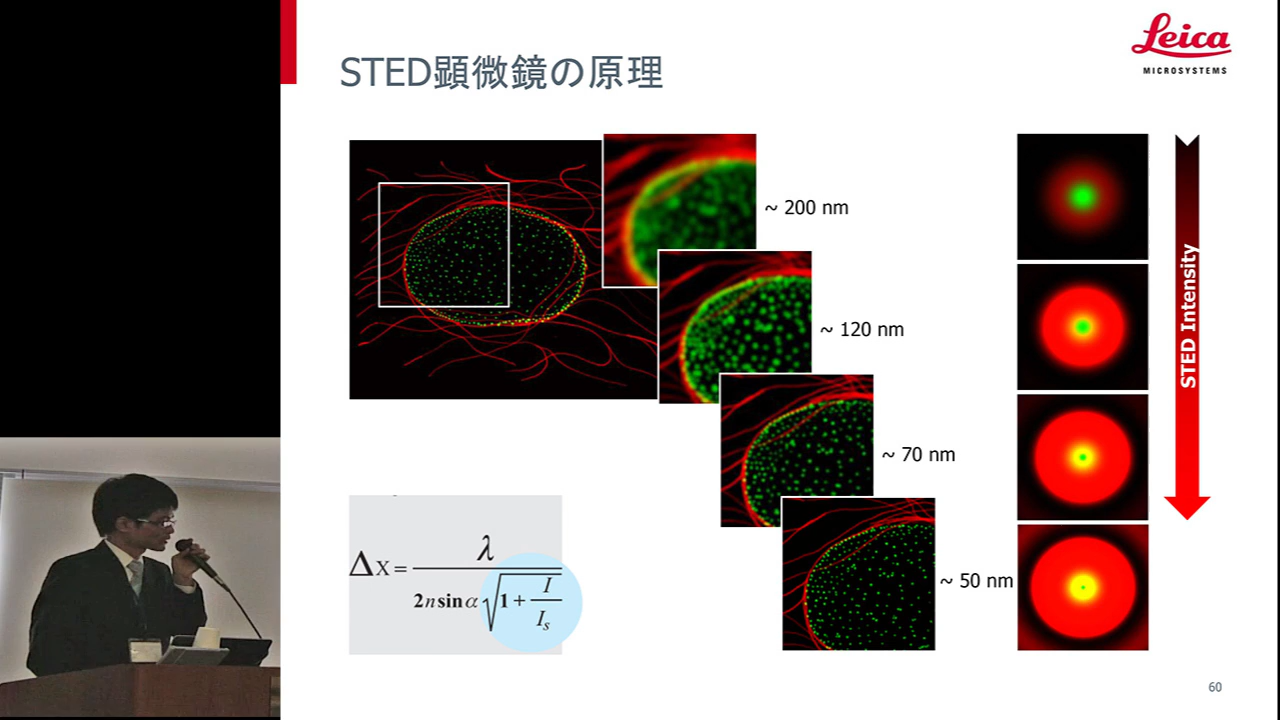 STED顕微鏡の原理
Leica
MICROSYSTEMS
~ 200 nm
~ 120 nm
~ 70 nm
~ 50 nm
STED Intensity
Δx = λ / 2n sin α √1 + I / Is
60